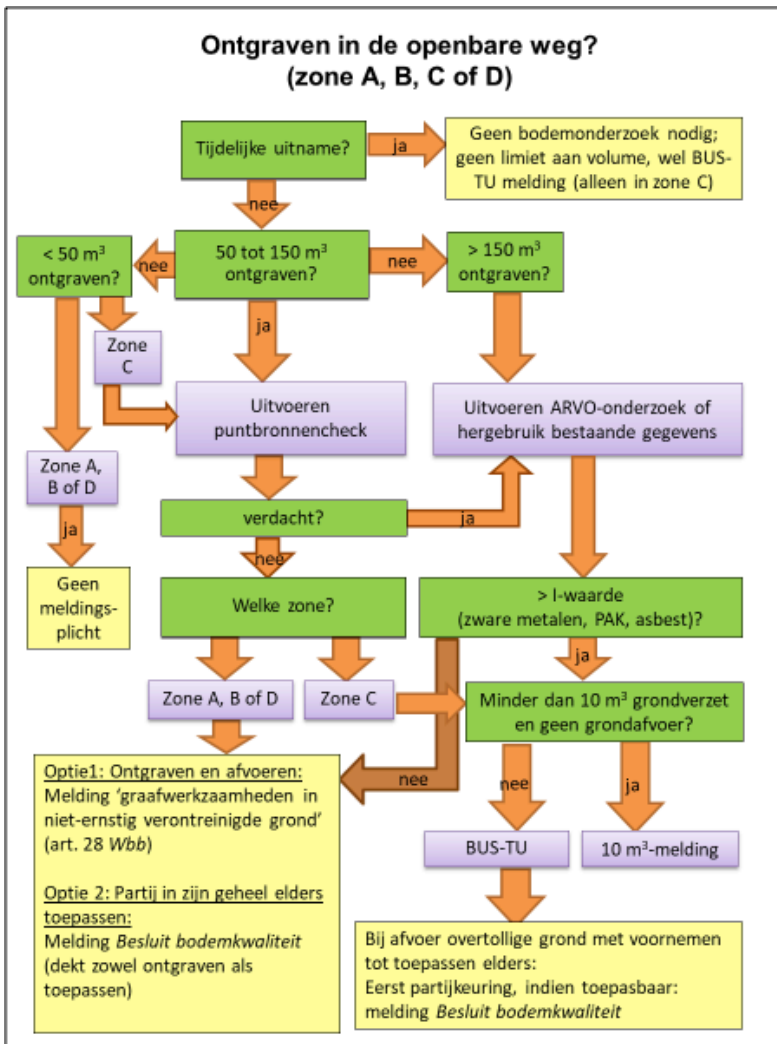 Ontgraven in de openbare weg?
(zone A, B, C of D)
Tijdelijke uitname?
ja
Geen bodemonderzoek nodig;
geen limiet aan volume, wel BUS-
TU melding (alleen in zone C)
nee
< 50 m³
ontgraven?
nee
50 tot 150 m³
ontgraven?
nee
> 150 m³
ontgraven?
Zone
C
ja
Uitvoeren
puntbronnencheck
Uitvoeren ARVO-onderzoek of
hergebruik bestaande gegevens
Zone A,
B of D
ja
verdacht?
ja
nee
Geen
meldings-
plicht
Welke zone?
> I-waarde
(zware metalen, PAK, asbest)?
ja
Zone A, B of D
Zone C
Minder dan 10 m³ grondverzet
en geen grondafvoer?
nee
nee
ja
Optie1: Ontgraven en afvoeren:
Melding ‘graafwerkzaamheden in
niet-ernstig verontreinigde grond’
(art. 28 Wbb)
Optie 2: Partij in zijn geheel elders
toepassen:
Melding Besluit bodemkwaliteit
(dekt zowel ontgraven als
toepassen)
BUS-TU
10 m³-melding
Bij afvoer overtollige grond met voornemen
tot toepassen elders:
Eerst partijkeuring, indien toepasbaar:
melding Besluit bodemkwaliteit